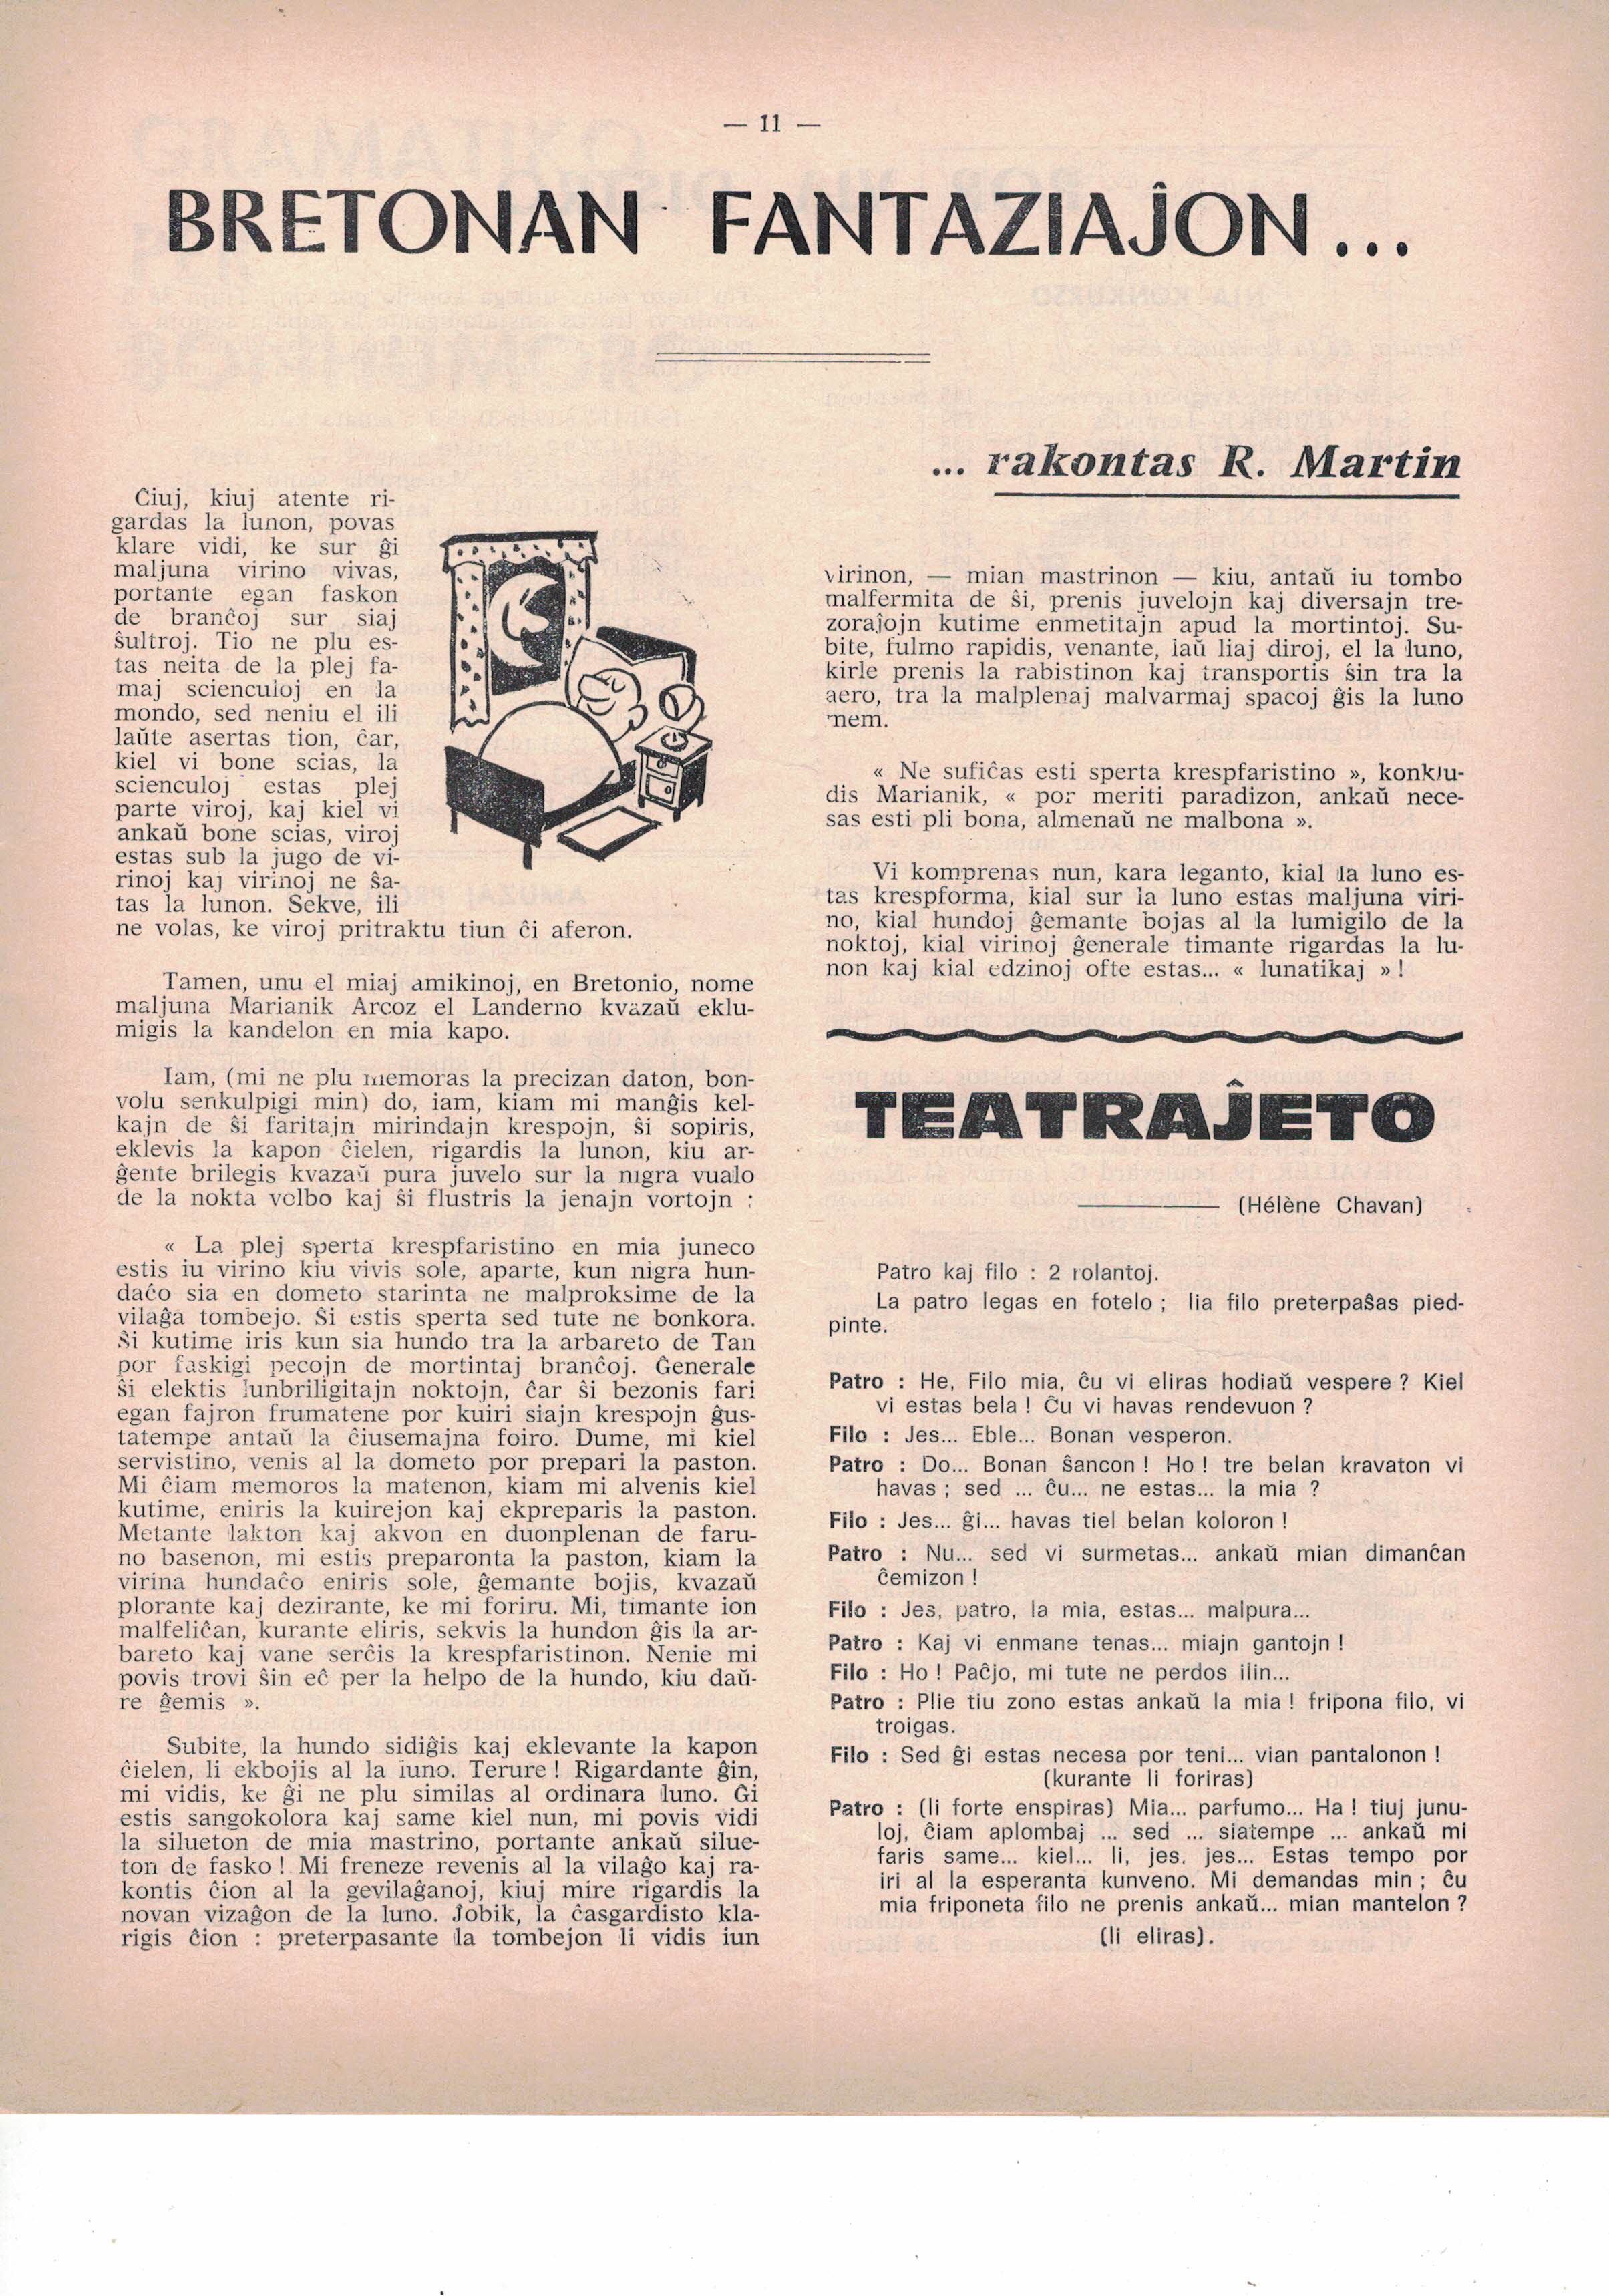 — 11 —
BRETONAN FANTAZIAĴON...
... rakontas R. Martin
Ĉiuj, kiuj atente ri-
gardas la lunon, povas
klare vidi, ke sur ĝi
maljuna virino vivas,
portante egan faskon
de branĉoj sur siaj
ŝultroj. Tio ne plu es-
tas neita de la plej fa-
maj scienculoj en la
mondo, sed neniu el ili
laŭte asertas tion, ĉar,
kiel vi bone scias, la
scienculoj estas plej
parte viroj, kaj kiel vi
ankaŭ bone scias, viroj
estas sub la jugo de vi-
rinoj kaj virinoj ne ŝa-
tas la lunon. Sekve, ili
ne volas, ke viroj pritraktu tiun ĉi aferon.
Tamen, unu el miaj amikinoj, en Bretonio, nome
maljuna Marianik Arcoz el Landerno kvazaŭ eklu-
migis la kandelon en mia kapo.
Iam, (mi ne plu memoras la precizan daton, bon-
volu senkulpigi min) do, iam, kiam mi manĝis kel-
kajn de ŝi faritajn mirindajn krespojn, ŝi sopiris,
eklevis la kapon ĉielen, rigardis la lunon, kiu ar-
ĝente brilegis kvazaŭ pura juvelo sur la nigra vualo
de la nokta volbo kaj ŝi flustris la jenajn vortojn :
« La plej sperta krespfaristino en mia juneco
estis iu virino kiu vivis sole, aparte, kun nigra hun-
daĉo sia en dometo starinta ne malproksime de la
vilaĝa tombejo. Ŝi estis sperta sed tute ne bonkora.
Ŝi kutime iris kun sia hundo tra la arbareto de Tan
por faskigi pecojn de mortintaj branĉoj. Ĝenerale
ŝi elektis lunbriligitajn noktojn, ĉar ŝi bezonis fari
egan fajron frumatene por kuiri siajn krespojn ĝus-
tatempe antaŭ la ĉiusemajna foiro. Dume, mi kiel
servistino, venis al la dometo por prepari la paston.
Mi ĉiam memoros la matenon, kiam mi alvenis kiel
kutime, eniris la kuirejon kaj ekpreparis la paston.
Metante lakton kaj akvon en duonplenan de faru-
no basenon, mi estis preparonta la paston, kiam la
virina hundaĉo eniris sole, ĝemante bojis, kvazaŭ
plorante kaj dezirante, ke mi foriru. Mi, timante ion
malfeliĉan, kurante eliris, sekvis la hundon ĝis la ar-
bareto kaj vane serĉis la krespfaristinon. Nenie mi
povis trovi ŝin eĉ per la helpo de la hundo, kiu daŭ-
re ĝemis ».
Subite, la hundo sidiĝis kaj eklevante la kapon
ĉielen, li ekbojis al la luno. Terure ! Rigardante ĝin,
mi vidis, ke ĝi ne plu similas al ordinara luno. Ĝi
estis sangokolora kaj same kiel nun, mi povis vidi
la silueton de mia mastrino, portante ankaŭ silue-
ton de fasko ! Mi freneze revenis al la vilaĝo kaj ra-
kontis ĉion al la gevilaĝanoj, kiuj mire rigardis la
novan vizaĝon de la luno. Jobik, la ĉasgardisto kla-
rigis ĉion : preterpasante la tombejon li vidis iun
virinon, — mian mastrinon — kiu, antaŭ iu tombo
malfermita de ŝi, prenis juvelojn kaj diversajn tre-
zoraĵojn kutime enmetitajn apud la mortintoj. Su-
bite, fulmo rapidis, venante, laŭ liaj diroj, el la luno,
kirle prenis la rabistinon kaj transportis ŝin tra la
aero, tra la malplenaj malvarmaj spacoj ĝis la luno
mem.
« Ne sufiĉas esti sperta krespfaristino », konklu-
dis Marianik, « por meriti paradizon, ankaŭ nece-
sas esti pli bona, almenaŭ ne malbona ».
Vi komprenas nun, kara leganto, kial la luno es-
tas krespforma, kial sur la luno estas maljuna viri-
no, kial hundoj ĝemante bojas al la lumigilo de la
noktoj, kial virinoj ĝenerale timante rigardas la lu-
non kaj kial edzinoj ofte estas... « lunatikaj » !
TEATRAĴETO
(Hélène Chavan)
Patro kaj filo : 2 rolantoj.
La patro legas en fotelo ; lia filo preterpaŝas pied-
pinte.
Patro : He, Filo mia, ĉu vi eliras hodiaŭ vespere ? Kiel
vi estas bela ! Ĉu vi havas rendevuon ?
Filo : Jes... Eble... Bonan vesperon.
Patro : Do... Bonan ŝancon ! Ho ! tre belan kravaton vi
havas ; sed ... ĉu... ne estas... la mia ?
Filo : Jes... ĝi... havas tiel belan koloron !
Patro : Nu... sed vi surmetas... ankaŭ mian dimanĉan
ĉemizon !
Filo : Jes, patro, la mia, estas... malpura...
Patro : Kaj vi enmane tenas... miajn gantojn !
Filo : Ho ! Paĉjo, mi tute ne perdos ilin...
Patro : Plie tiu zono estas ankaŭ la mia ! fripona filo, vi
troigas.
Filo : Sed ĝi estas necesa por teni... vian pantalonon !
(kurante li foriras)
Patro : (li forte enspiras) Mia... parfumo... Ha ! tiuj junu-
loj, ĉiam aplombaj ... sed ... siatempe ... ankaŭ mi
faris same... kiel... li, jes, jes... Estas tempo por
iri al la esperanta kunveno. Mi demandas min ; ĉu
mia friponeta filo ne prenis ankaŭ... mian mantelon ?
(li eliras).